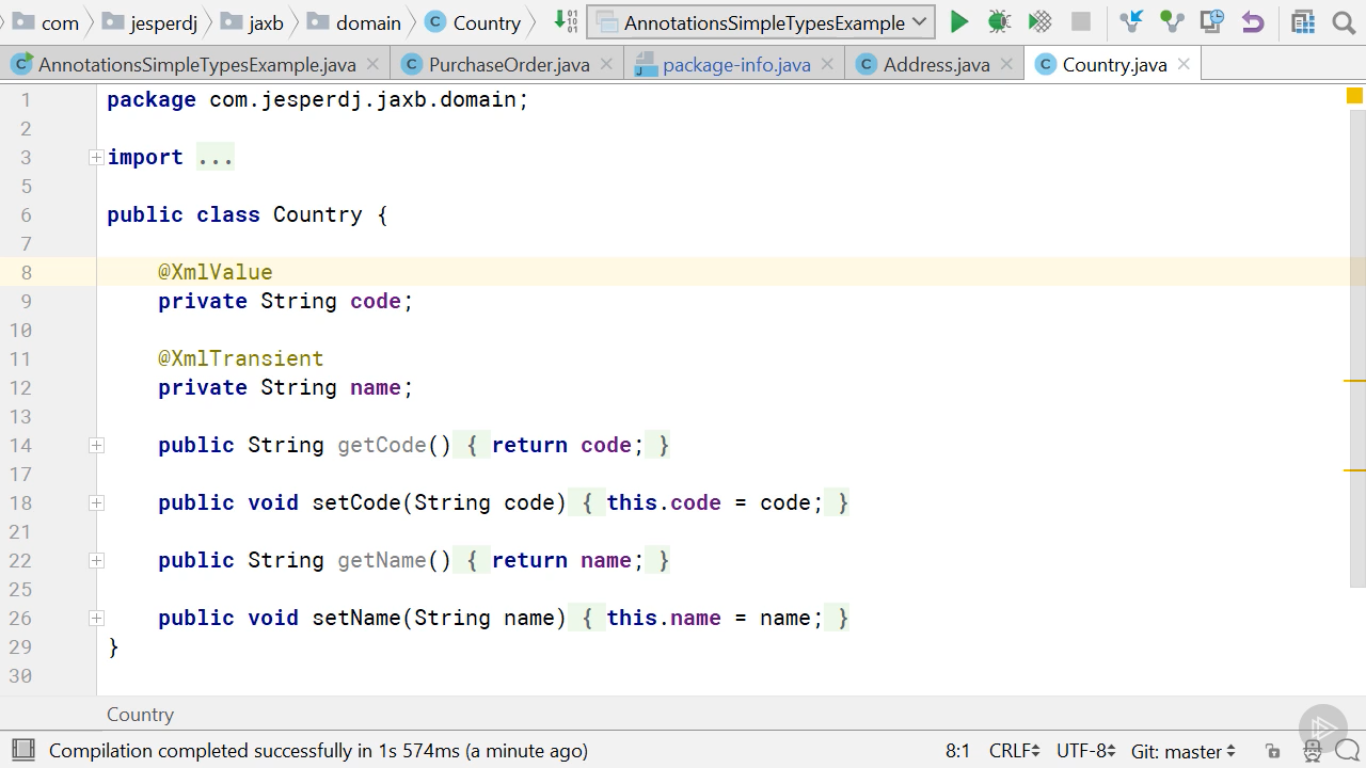 com jesperdj jaxb domain Country AnnotationsSimpleTypesExample
AnnotationsSimpleTypesExample.java PurchaseOrder.java package-info.java Address.java Country.java
1 package com.jesperdj.jaxb.domain;
2
3 import ...
5
6 public class Country {
7
8 @XmlValue
9 private String code;
10
11 @XmlTransient
12 private String name;
13
14 public String getCode() { return code; }
17
18 public void setCode(String code) { this.code = code; }
21
22 public String getName() { return name; }
25
26 public void setName(String name) { this.name = name; }
29 }
30
Country
Compilation completed successfully in 1s 574ms (a minute ago) 8:1 CRLF UTF-8 Git: master